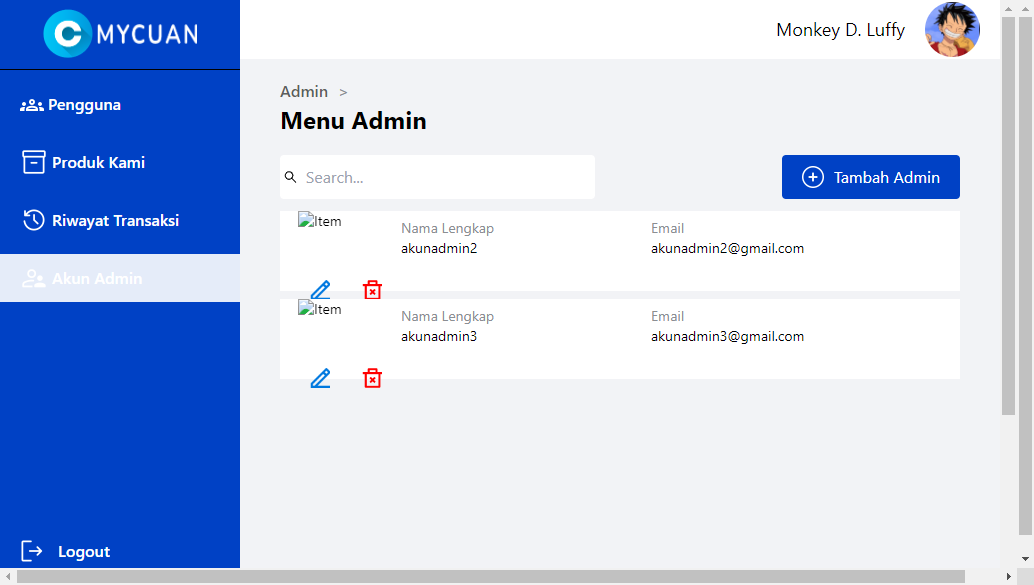 MYCUAN
Monkey D. Luffy
Pengguna
Produk Kami
Riwayat Transaksi
Akun Admin
Logout
Admin >
Menu Admin
Search...
Tambah Admin
Item
Nama Lengkap
akunadmin2
Email
akunadmin2@gmail.com
Item
Nama Lengkap
akunadmin3
Email
akunadmin3@gmail.com